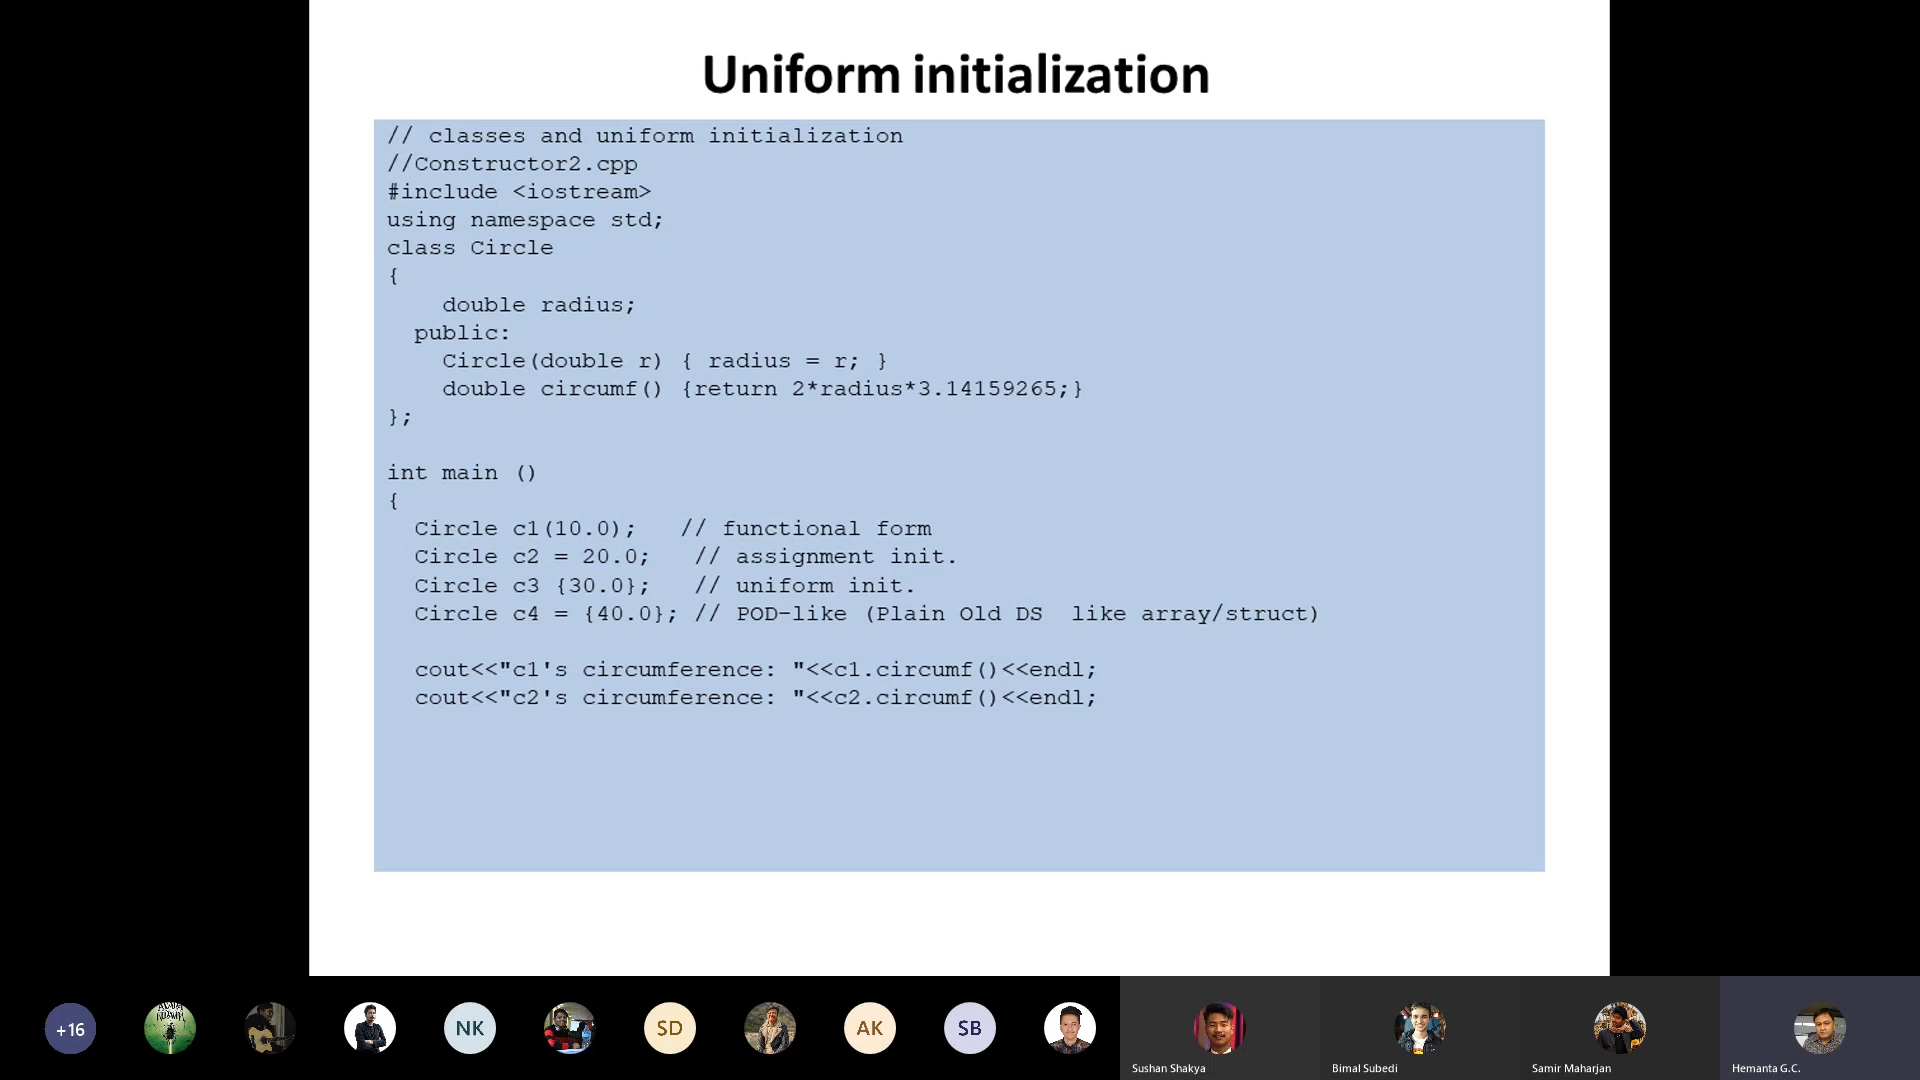 Uniform initialization
// classes and uniform initialization
//Constructor2.cpp
#include <iostream>
using namespace std;
class Circle
{
    double radius;
  public:
    Circle(double r) { radius = r; }
    double circumf() {return 2*radius*3.14159265;}
};
int main ()
{
  Circle c1(10.0);   // functional form
  Circle c2 = 20.0;   // assignment init.
  Circle c3 {30.0};   // uniform init.
  Circle c4 = {40.0}; // POD-like (Plain Old DS  like array/struct)
  cout<<"c1's circumference: "<<c1.circumf()<<endl;
  cout<<"c2's circumference: "<<c2.circumf()<<endl;
+16
NK
SD
AK
SB
Sushan Shakya
Bimal Subedi
Samir Maharjan
Hemanta G.C.